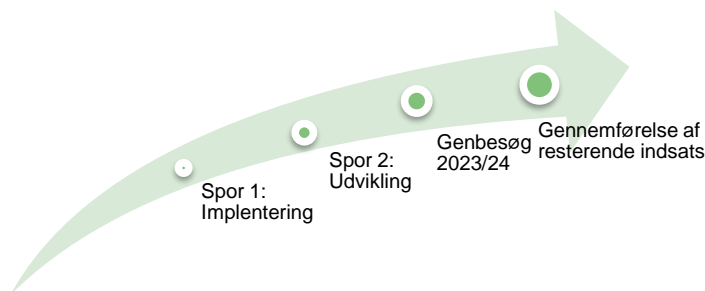 Spor 1:
Implentering
Spor 2:
Udvikling
Genbesøg
2023/24
Gennemførelse af
resterende indsats